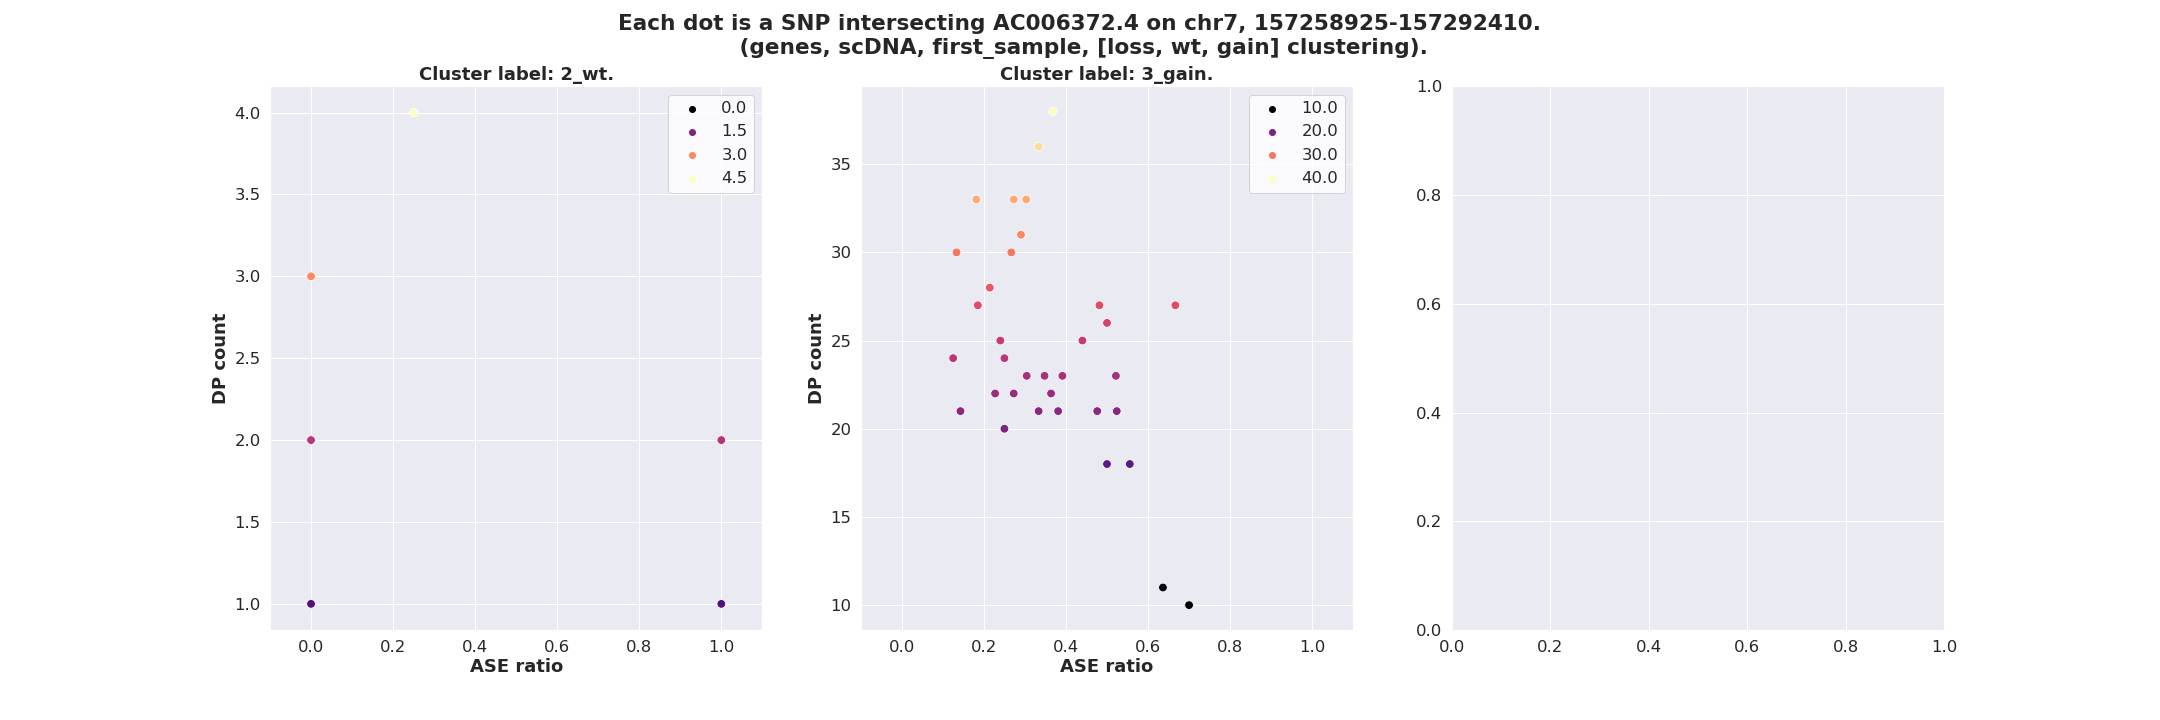 Each dot is a SNP intersecting AC006372.4 on chr7, 157258925-157292410.
(genes, scDNA, first_sample, [loss, wt, gain] clustering).
Cluster label: 2_wt.
4.0
3.5
3.0
2.5
2.0
1.5
1.0
DP count
0.0
1.5
3.0
4.5
0.0 0.2 0.4 0.6 0.8 1.0
ASE ratio
Cluster label: 3_gain.
35
30
25
20
15
10
DP count
10.0
20.0
30.0
40.0
0.0 0.2 0.4 0.6 0.8 1.0
ASE ratio
1.0
0.8
0.6
0.4
0.2
0.0
0.0 0.2 0.4 0.6 0.8 1.0